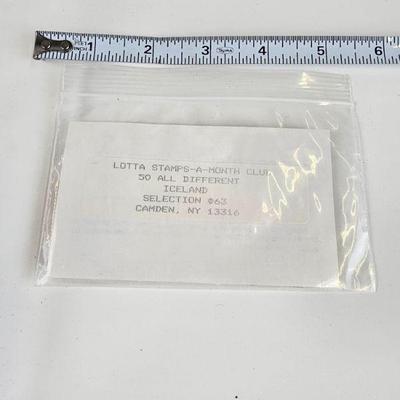 1 2 3 4 5 6
LOTTA STAMPS-A-MONTH CLUB
50 ALL DIFFERENT
ICELAND
SELECTION #63
CAMDEN, NY 13316